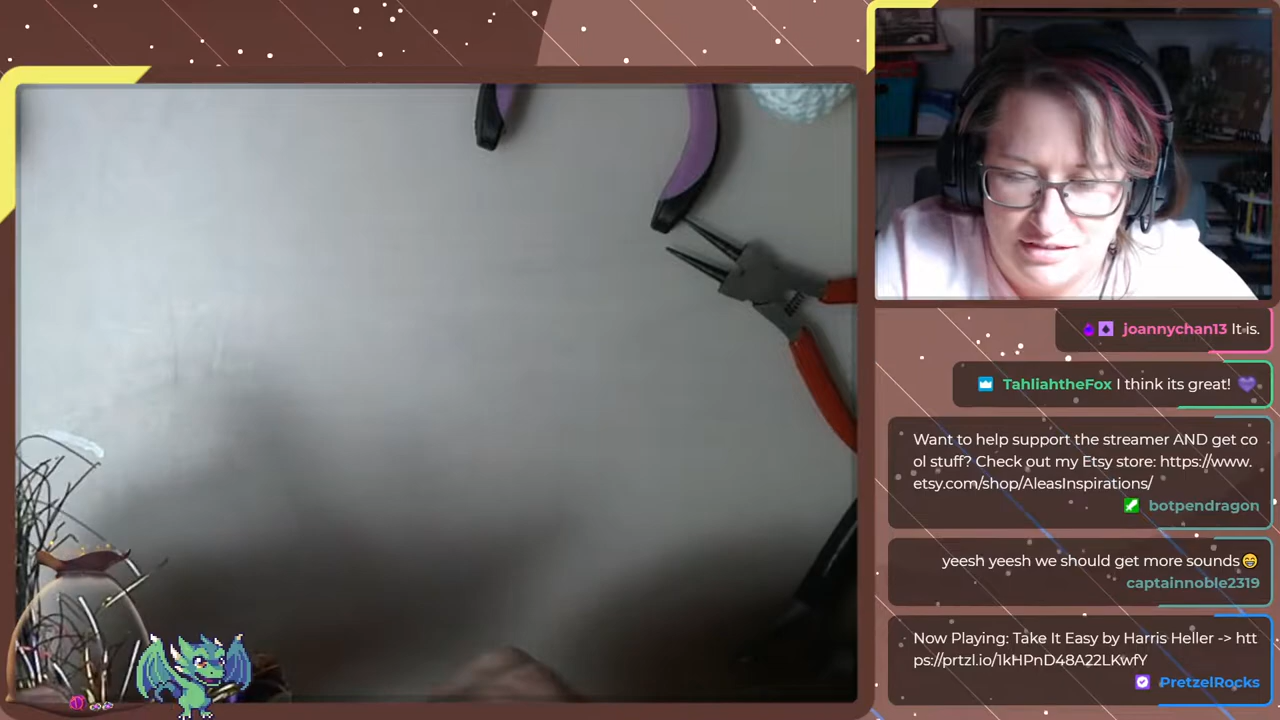 joannychan13 It is.
TahliahtheFox I think its great! 💜
Want to help support the streamer AND get co
ol stuff? Check out my Etsy store: https://www.
etsy.com/shop/AleasInspirations/
botpendragon
yeesh yeesh we should get more sounds😁
captainnoble2319
Now Playing: Take It Easy by Harris Heller -> htt
ps://prtzl.io/1kHPnD48A22LKwfY
PretzelRocks